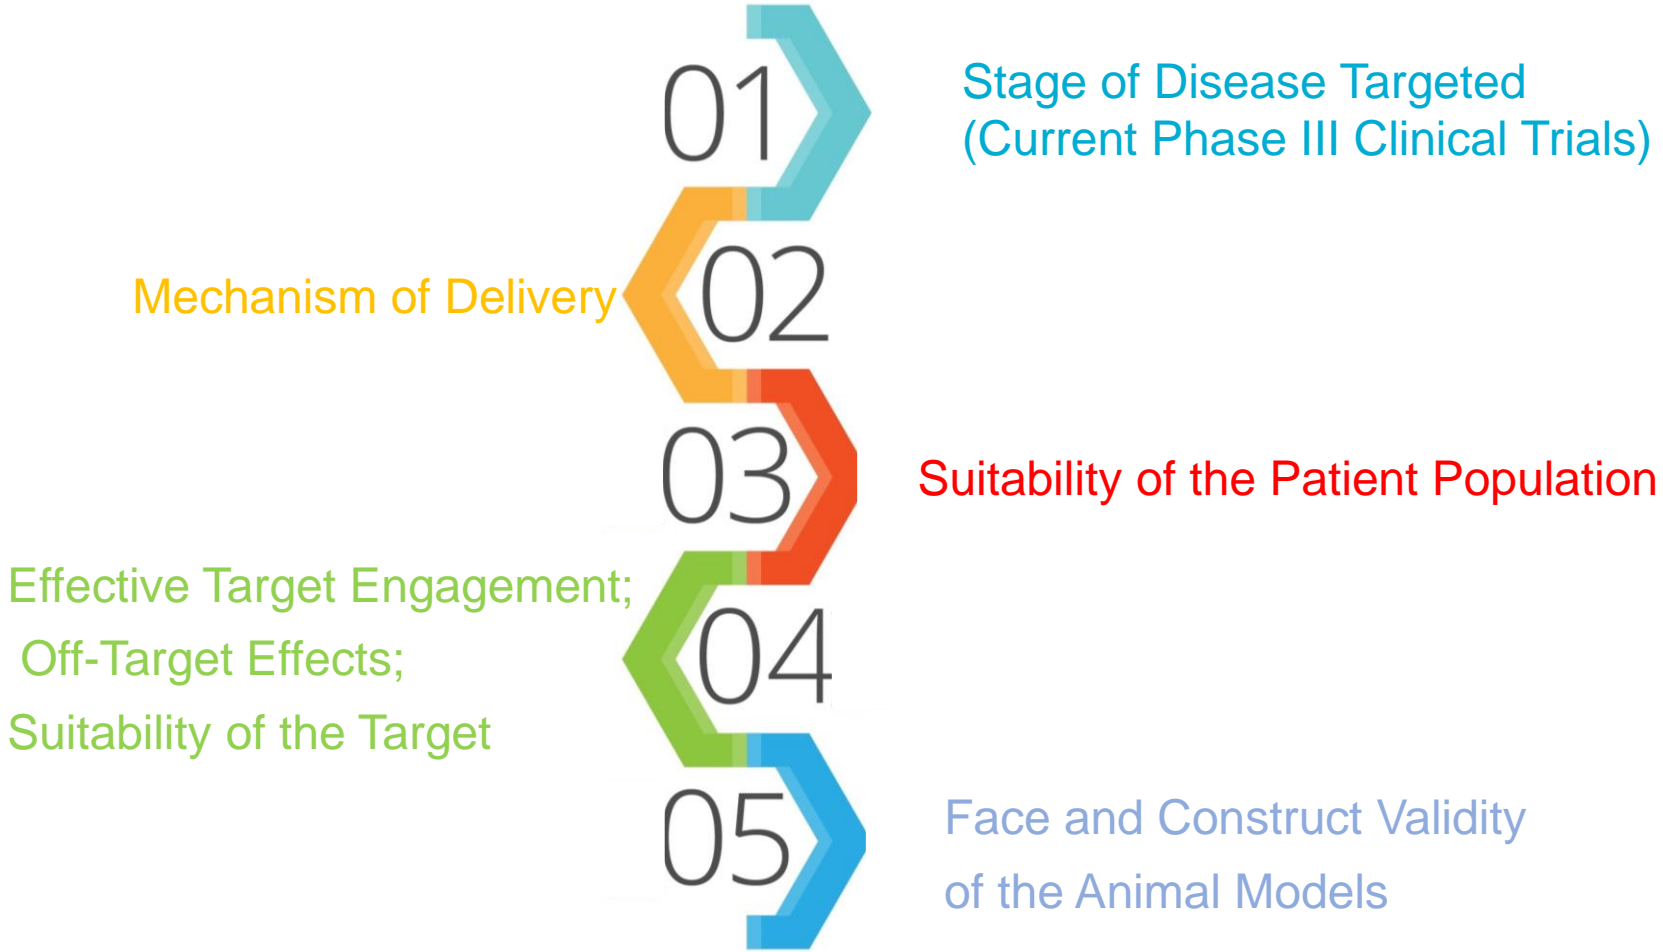 01
Stage of Disease Targeted
(Current Phase III Clinical Trials)
02
Mechanism of Delivery
03
Suitability of the Patient Population
04
Effective Target Engagement;
Off-Target Effects;
Suitability of the Target
05
Face and Construct Validity
of the Animal Models